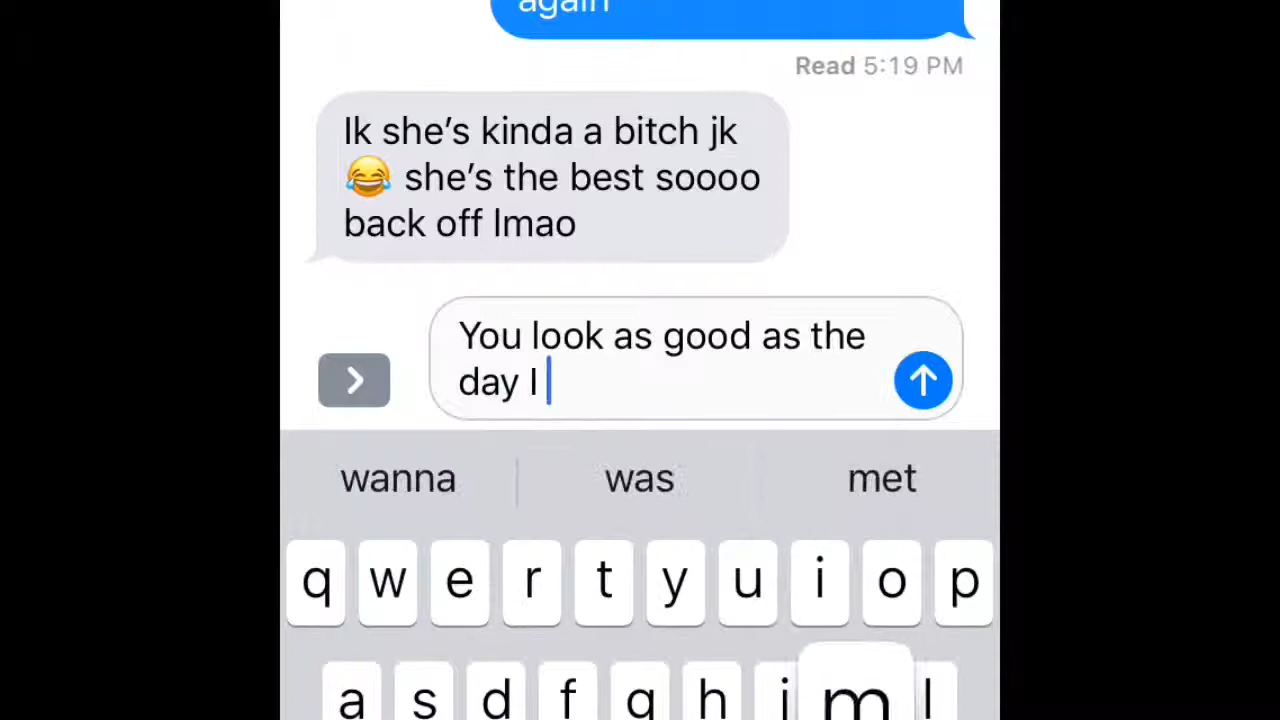 again
Read 5:19 PM
Ik she's kinda a bitch jk
😂 she's the best soooo
back off lmao
You look as good as the
day I
wanna was met
q w e r t y u i o p
a s d f g h j m l